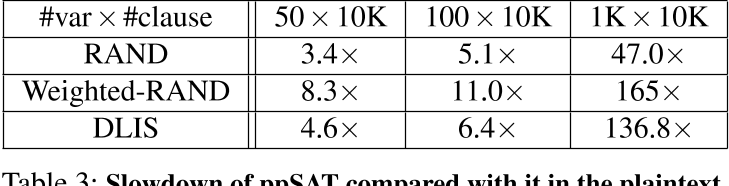 #var × #clause 50 × 10K 100 × 10K 1K × 10K
RAND 3.4× 5.1× 47.0×
Weighted-RAND 8.3× 11.0× 165×
DLIS 4.6× 6.4× 136.8×
Table 3: Slowdown of ppSAT compared with it in the plaintext